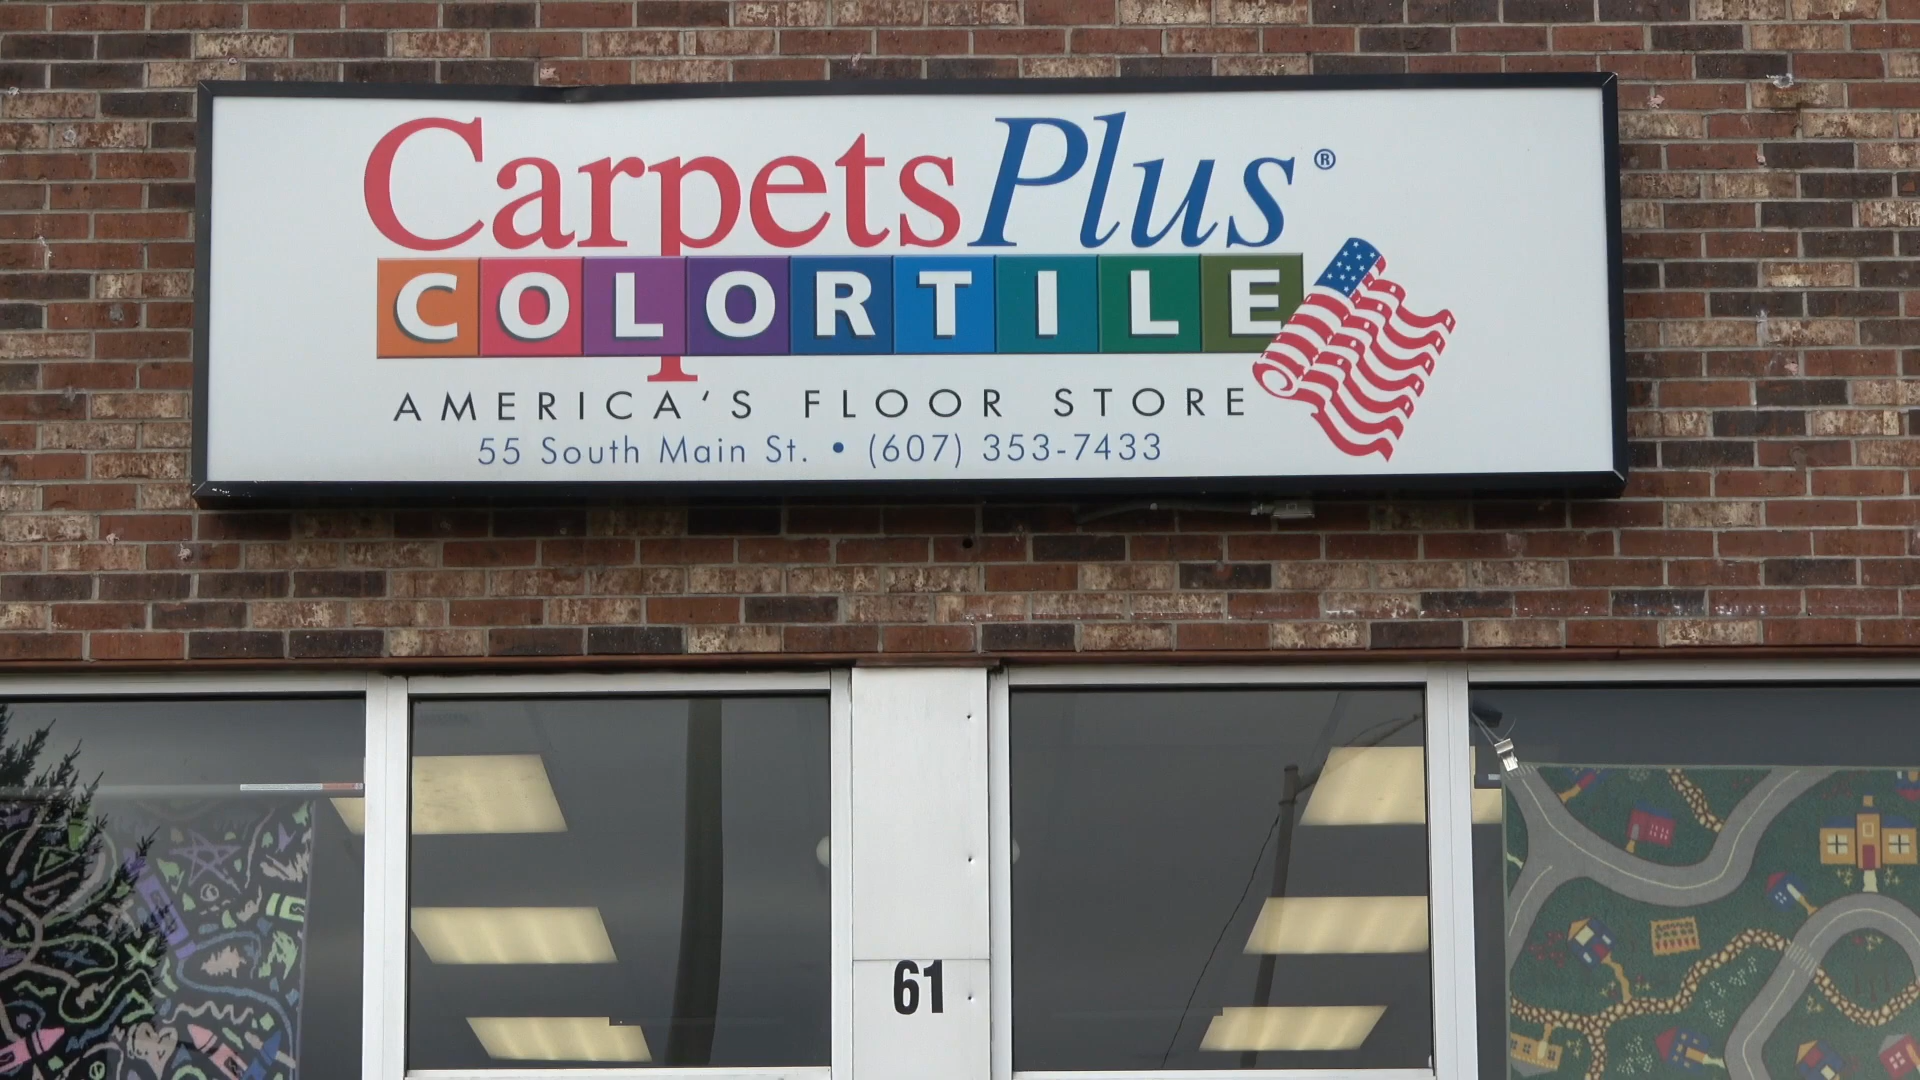 CarpetsPlus®
COLORTILE
AMERICA'S FLOOR STORE
55 South Main St. • (607) 353-7433
61